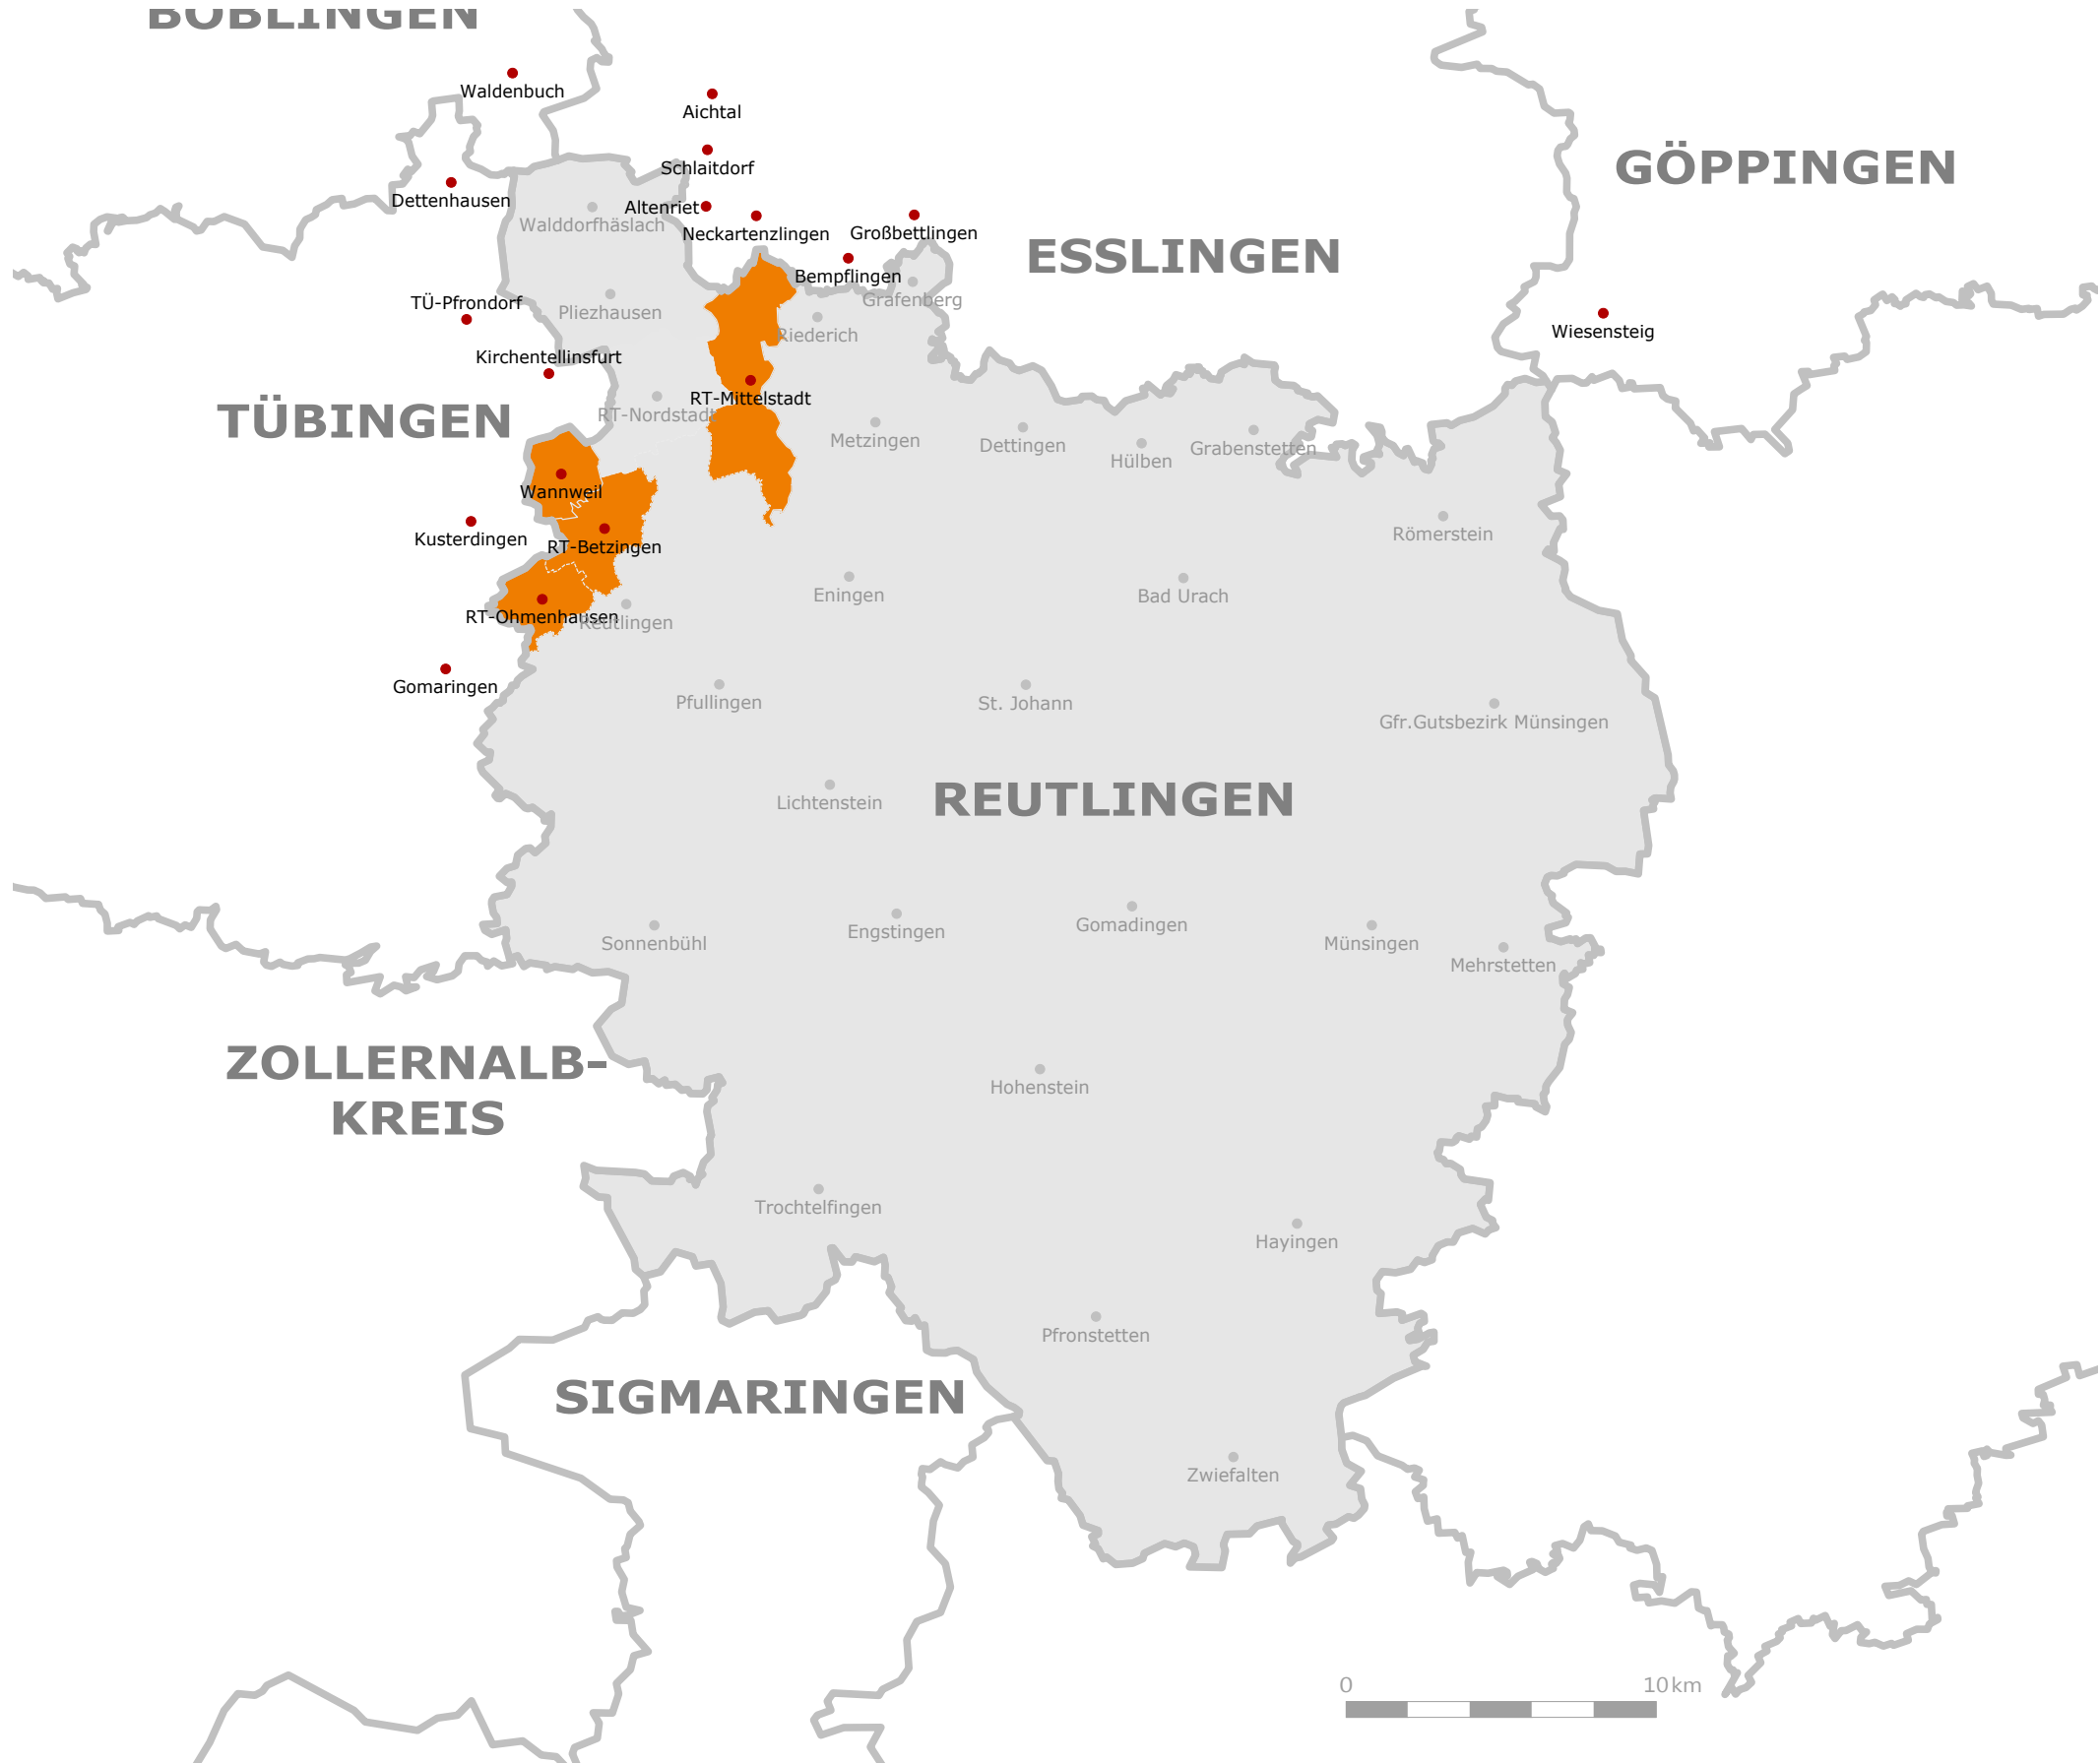 BÖBLINGEN
Waldenbuch
Aichtal
Schlaitdorf
GÖPPINGEN
Dettenhausen
Altenriet
Walddorfhäslach
Neckartenzlingen
Großbettlingen
ESSLINGEN
Bempflingen
Grafenberg
TÜ-Pfrondorf
Pliezhausen
Riederich
Wiesensteig
Kirchentellinsfurt
RT-Mittelstadt
TÜBINGEN
RT-Nordstadt
Metzingen
Dettingen
Hülben
Grabenstetten
Wannweil
Römerstein
Kusterdingen
RT-Betzingen
Eningen
Bad Urach
RT-Ohmenhausen
Reutlingen
Gomaringen
Pfullingen
St. Johann
Gfr.Gutsbezirk Münsingen
Lichtenstein
REUTLINGEN
Sonnenbühl
Engstingen
Gomadingen
Münsingen
Mehrstetten
ZOLLERNALB-
KREIS
Hohenstein
Trochtelfingen
Hayingen
Pfronstetten
SIGMARINGEN
Zwiefalten
0 10 km